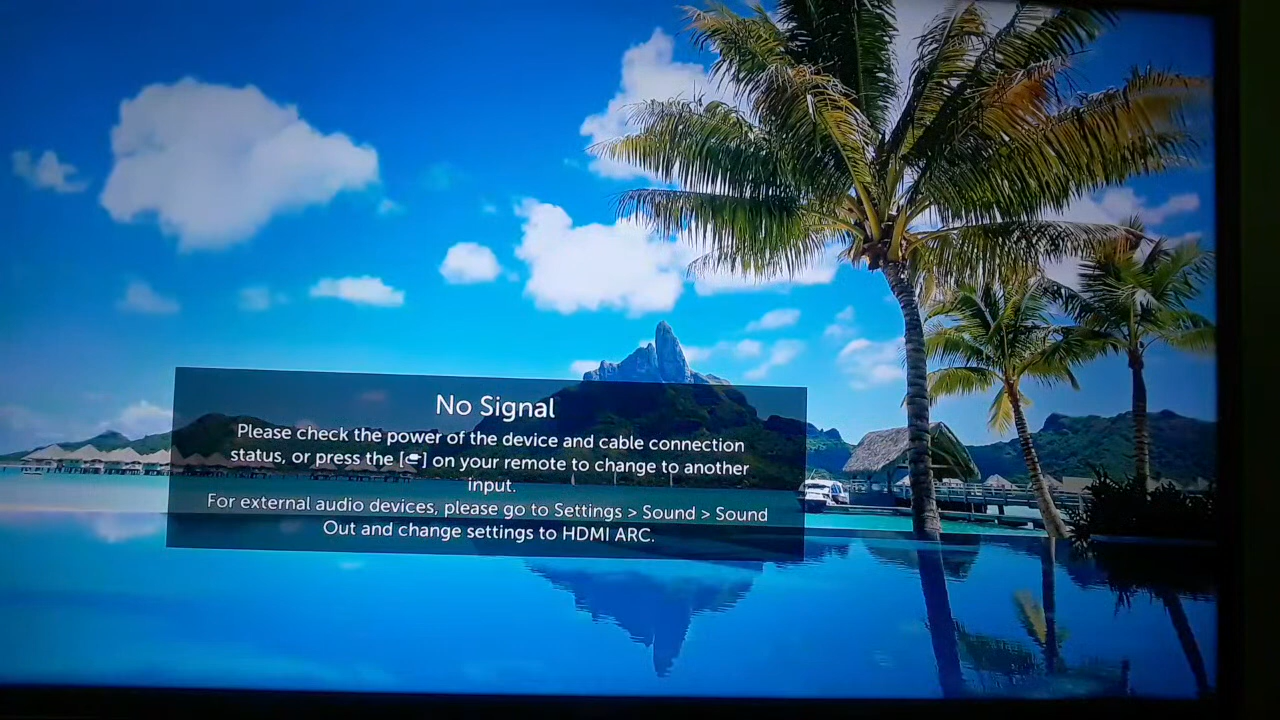 No Signal
Please check the power of the device and cable connection
status, or press the [] on your remote to change to another
input.
For external audio devices, please go to Settings > Sound > Sound
Out and change settings to HDMI ARC.